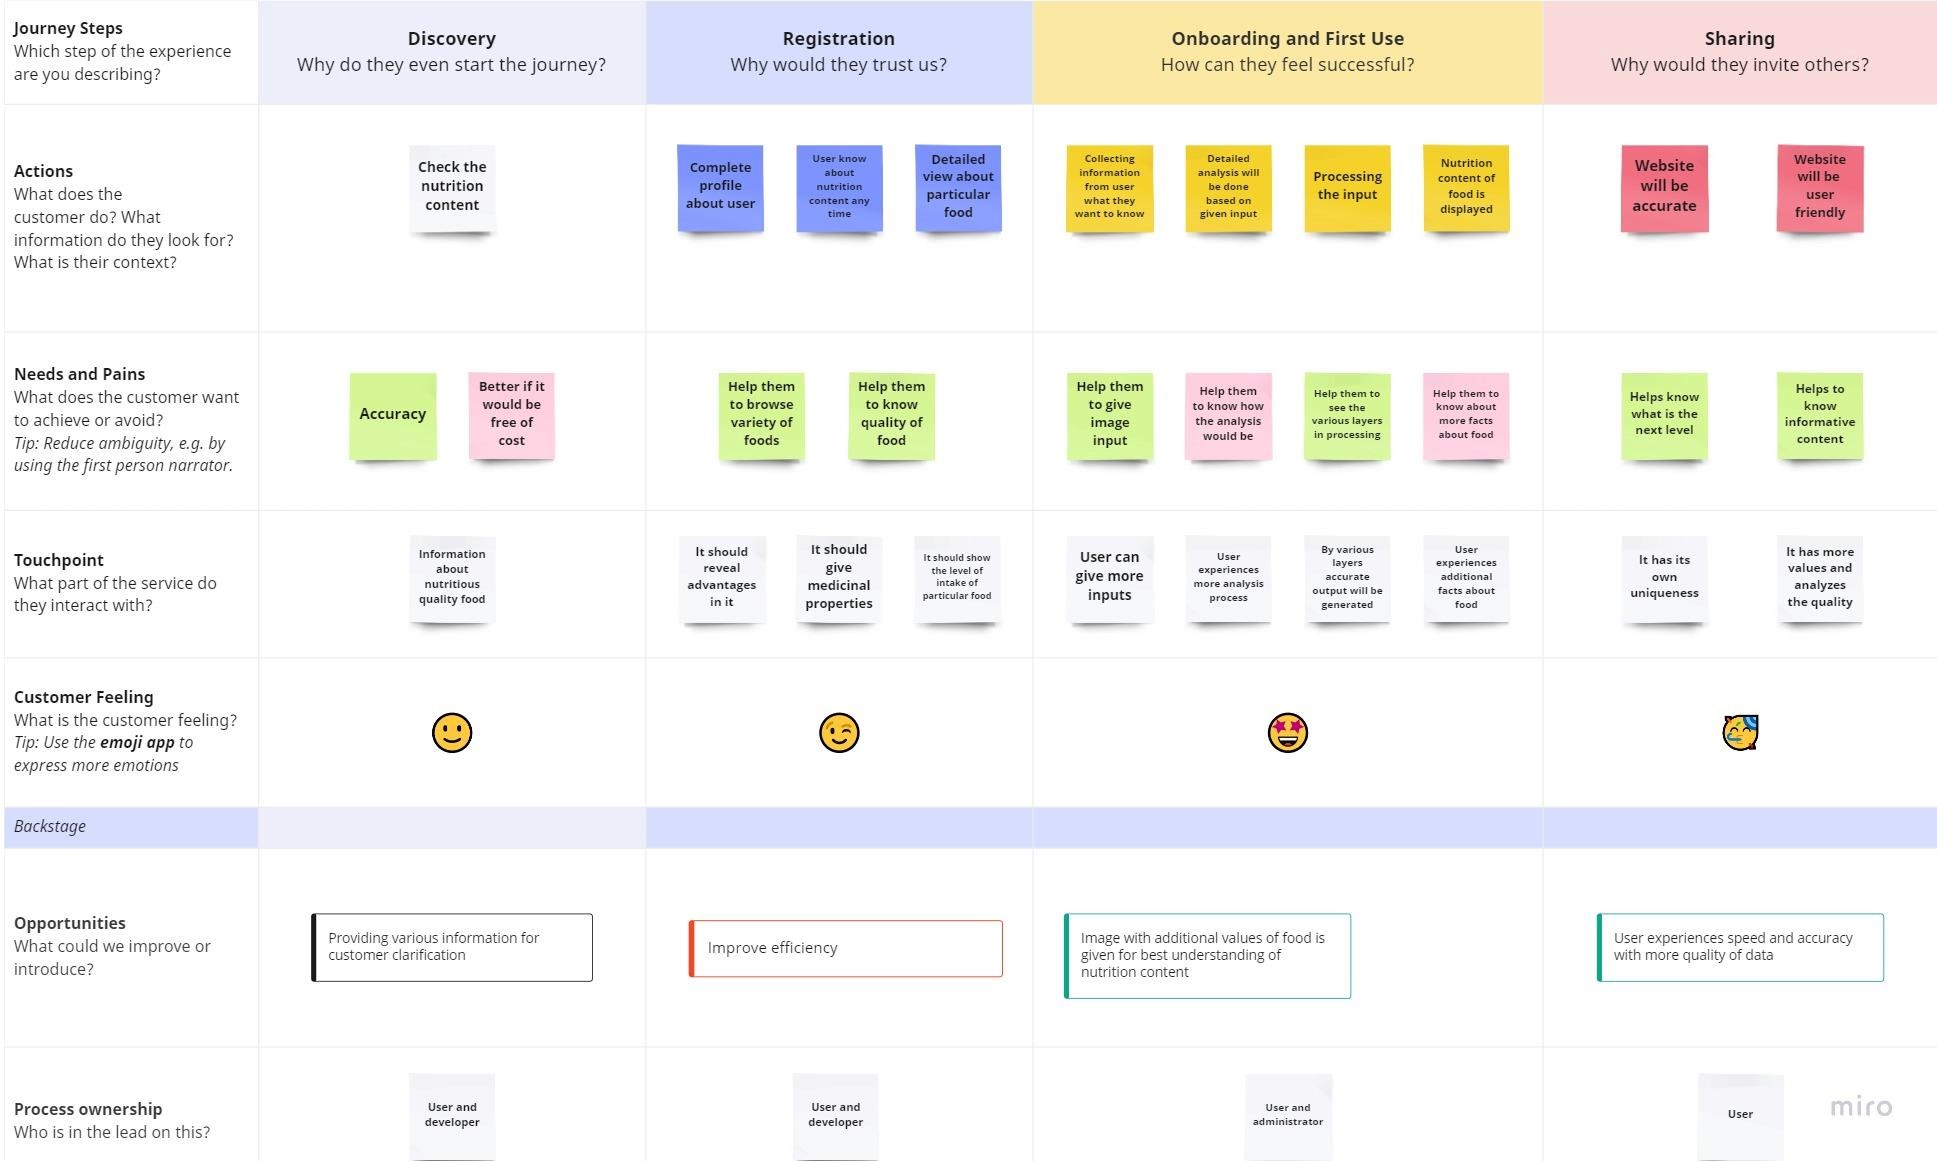 Journey Steps
Which step of the experience
are you describing?
Discovery
Why do they even start the journey?
Registration
Why would they trust us?
Onboarding and First Use
How can they feel successful?
Sharing
Why would they invite others?
Actions
What does the
customer do? What
information do they look for?
What is their context?
Check the
nutrition
content
Complete
profile
about user
User know
about
nutrition
content any
time
Detailed
view about
particular
food
Collecting
information
from user
what they
want to know
Detailed
analysis will
be done
based on
given input
Processing
the input
Nutrition
content of
food is
displayed
Website
will be
accurate
Website
will be
user
friendly
Needs and Pains
What does the customer want
to achieve or avoid?
Tip: Reduce ambiguity, e.g. by
using the first person narrator.
Accuracy
Better if it
would be
free of
cost
Help them
to browse
variety of
foods
Help them
to know
quality of
food
Help them
to give
image
input
Help them
to know how
the analysis
would be
Help them to
see the
various layers
in processing
Help them to
know about
more facts
about food
Helps know
what is the
next level
Helps to
know
informative
content
Touchpoint
What part of the service do
they interact with?
Information
about
nutritious
quality food
It should
reveal
advantages
in it
It should
give
medicinal
properties
It should show
the level of
intake of
particular food
User can
give more
inputs
User
experiences
more analysis
process
By various
layers
accurate
output will be
generated
User
experiences
additional
facts about
food
It has its
own
uniqueness
It has more
values and
analyzes
the quality
Customer Feeling
What is the customer feeling?
Tip: Use the emoji app to
express more emotions
Backstage
Opportunities
What could we improve or
introduce?
Providing various information for
customer clarification
Improve efficiency
Image with additional values of food is
given for best understanding of
nutrition content
User experiences speed and accuracy
with more quality of data
Process ownership
Who is in the lead on this?
User and
developer
User and
developer
User and
administrator
User
miro